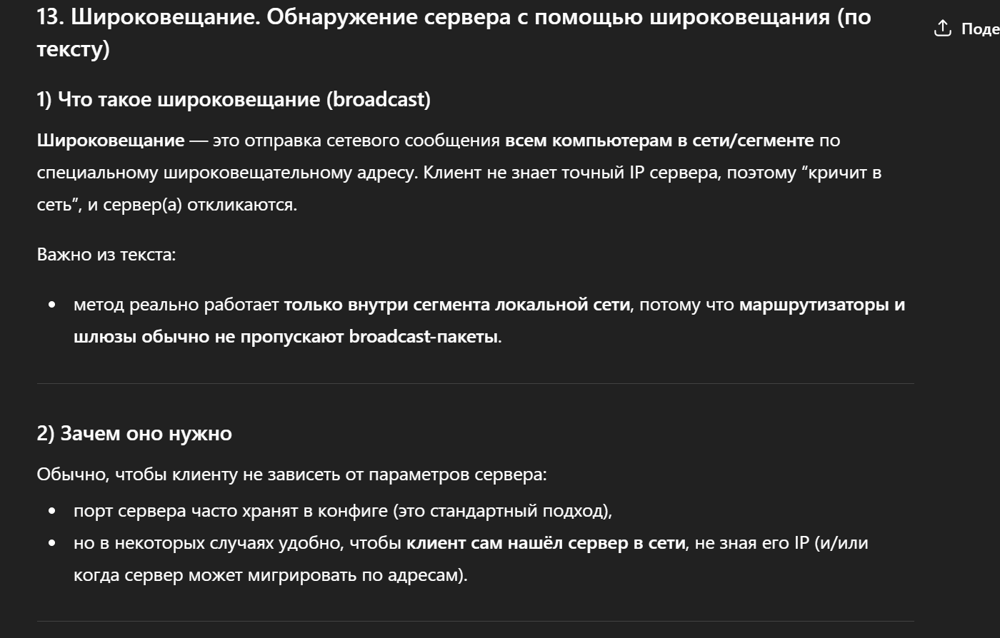 13. Широковещание. Обнаружение сервера с помощью широковещания (по
тексту)
Поде
1) Что такое широковещание (broadcast)
Широковещание — это отправка сетевого сообщения всем компьютерам в сети/сегменте по
специальному широковещательному адресу. Клиент не знает точный IP сервера, поэтому “кричит в
сеть”, и сервер(а) откликаются.
Важно из текста:
• метод реально работает только внутри сегмента локальной сети, потому что маршрутизаторы и
шлюзы обычно не пропускают broadcast-пакеты.
2) Зачем оно нужно
Обычно, чтобы клиенту не зависеть от параметров сервера:
• порт сервера часто хранят в конфиге (это стандартный подход),
• но в некоторых случаях удобно, чтобы клиент сам нашёл сервер в сети, не зная его IP (и/или
когда сервер может мигрировать по адресам).